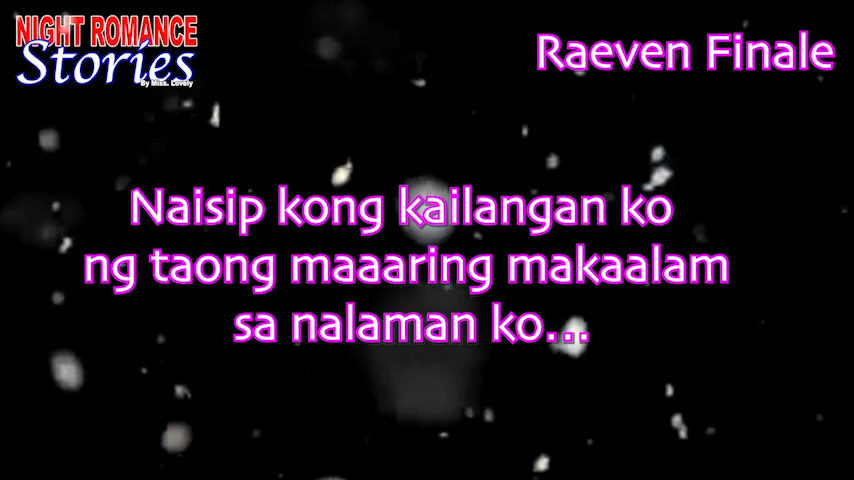 NIGHT ROMANCE
Stories
By Miss. Lovely
Raeven Finale
Naisip kong kailangan ko
ng taong maaaring makaalam
sa nalaman ko...